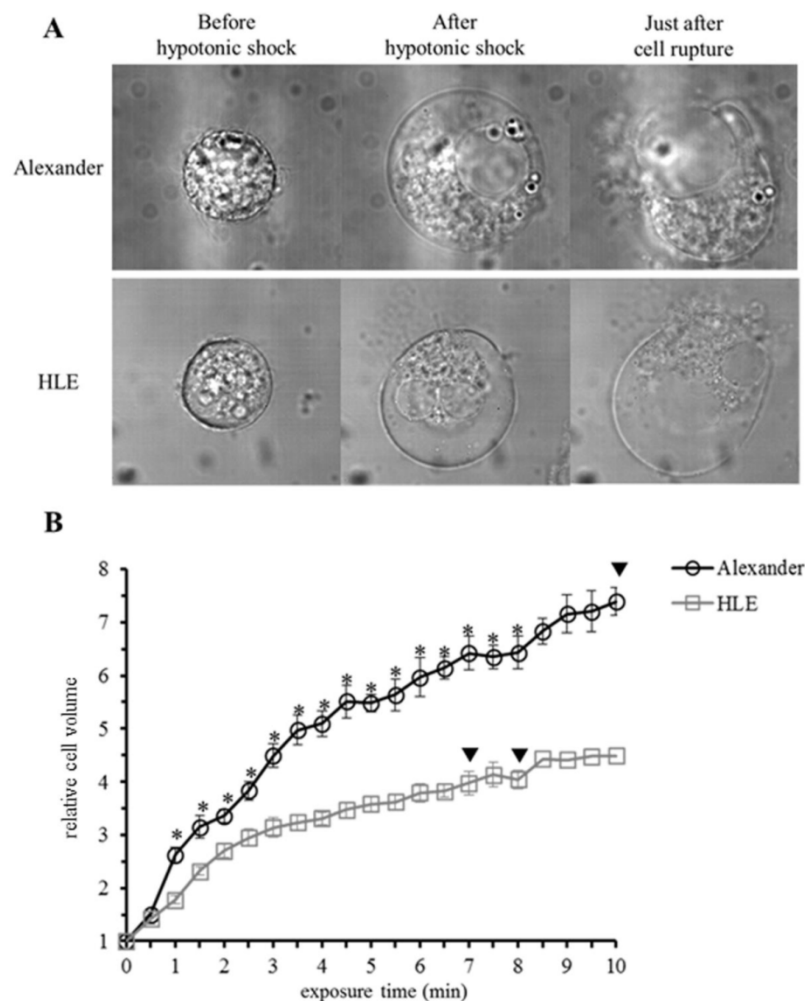 A
Before
hypotonic shock
After
hypotonic shock
Just after
cell rupture
Alexander
HLE
B
8
7
6
5
4
3
2
1
relative cell volume
* * * * * * * * * * * * * * *
0 1 2 3 4 5 6 7 8 9 10
exposure time (min)
Alexander
HLE